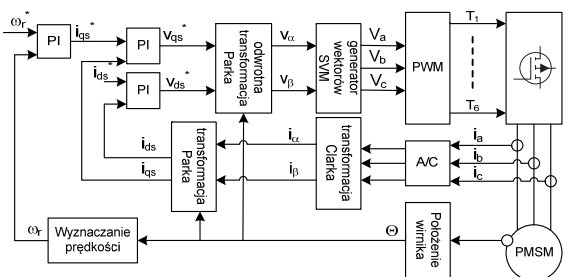 ωr*
PI
iqs*
PI
vqs*
ids*
PI
vds*
odwrotna
transformacja
Parka
vα
vβ
generator
wektorów
SVM
Va
Vb
Vc
PWM
T1
T6
ids
iqs
transformacja
Parka
iα
iβ
transformacja
Clarka
A/C
ia
ib
ic
ωr
Wyznaczanie
prędkości
Θ
Położenie
wirnika
PMSM